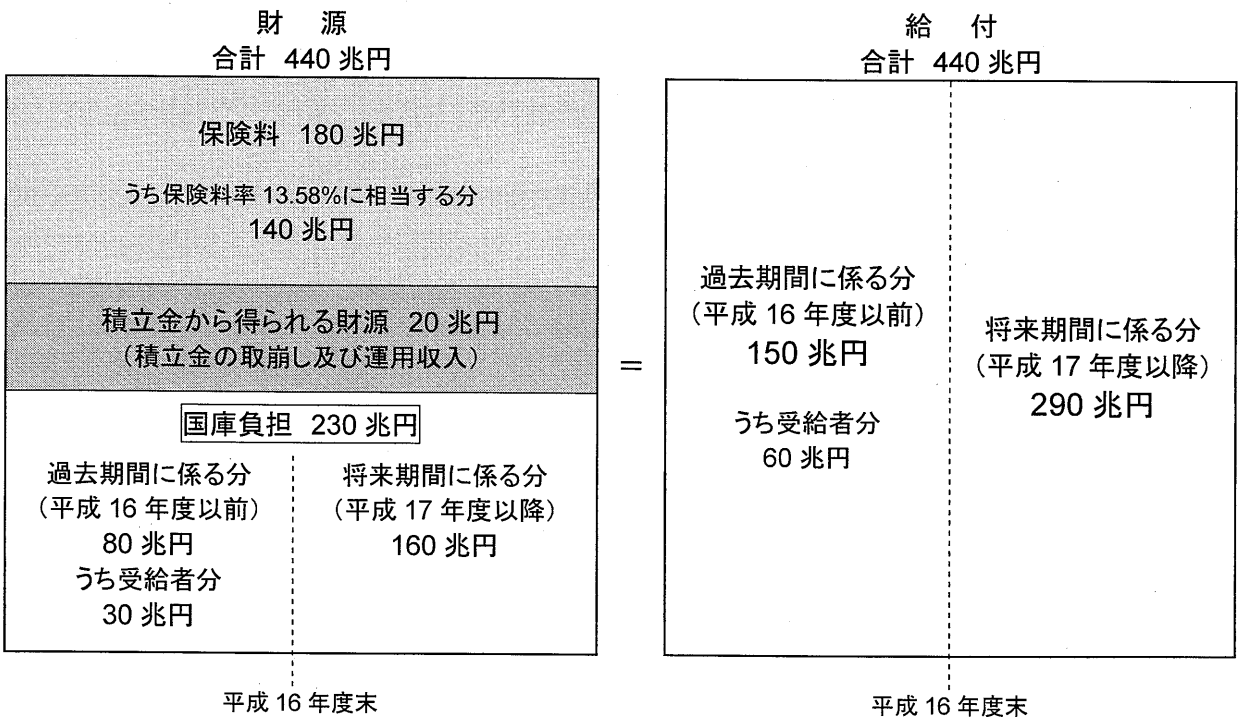 財　源
合計 440 兆円
保険料 180 兆円
うち保険料率 13.58%に相当する分
140 兆円
積立金から得られる財源 20 兆円
（積立金の取崩し及び運用収入）
国庫負担 230 兆円
過去期間に係る分
（平成 16 年度以前）
80 兆円
うち受給者分
30 兆円
将来期間に係る分
（平成 17 年度以降）
160 兆円
平成 16 年度末
＝
給　付
合計 440 兆円
過去期間に係る分
（平成 16 年度以前）
150 兆円
うち受給者分
60 兆円
将来期間に係る分
（平成 17 年度以降）
290 兆円
平成 16 年度末